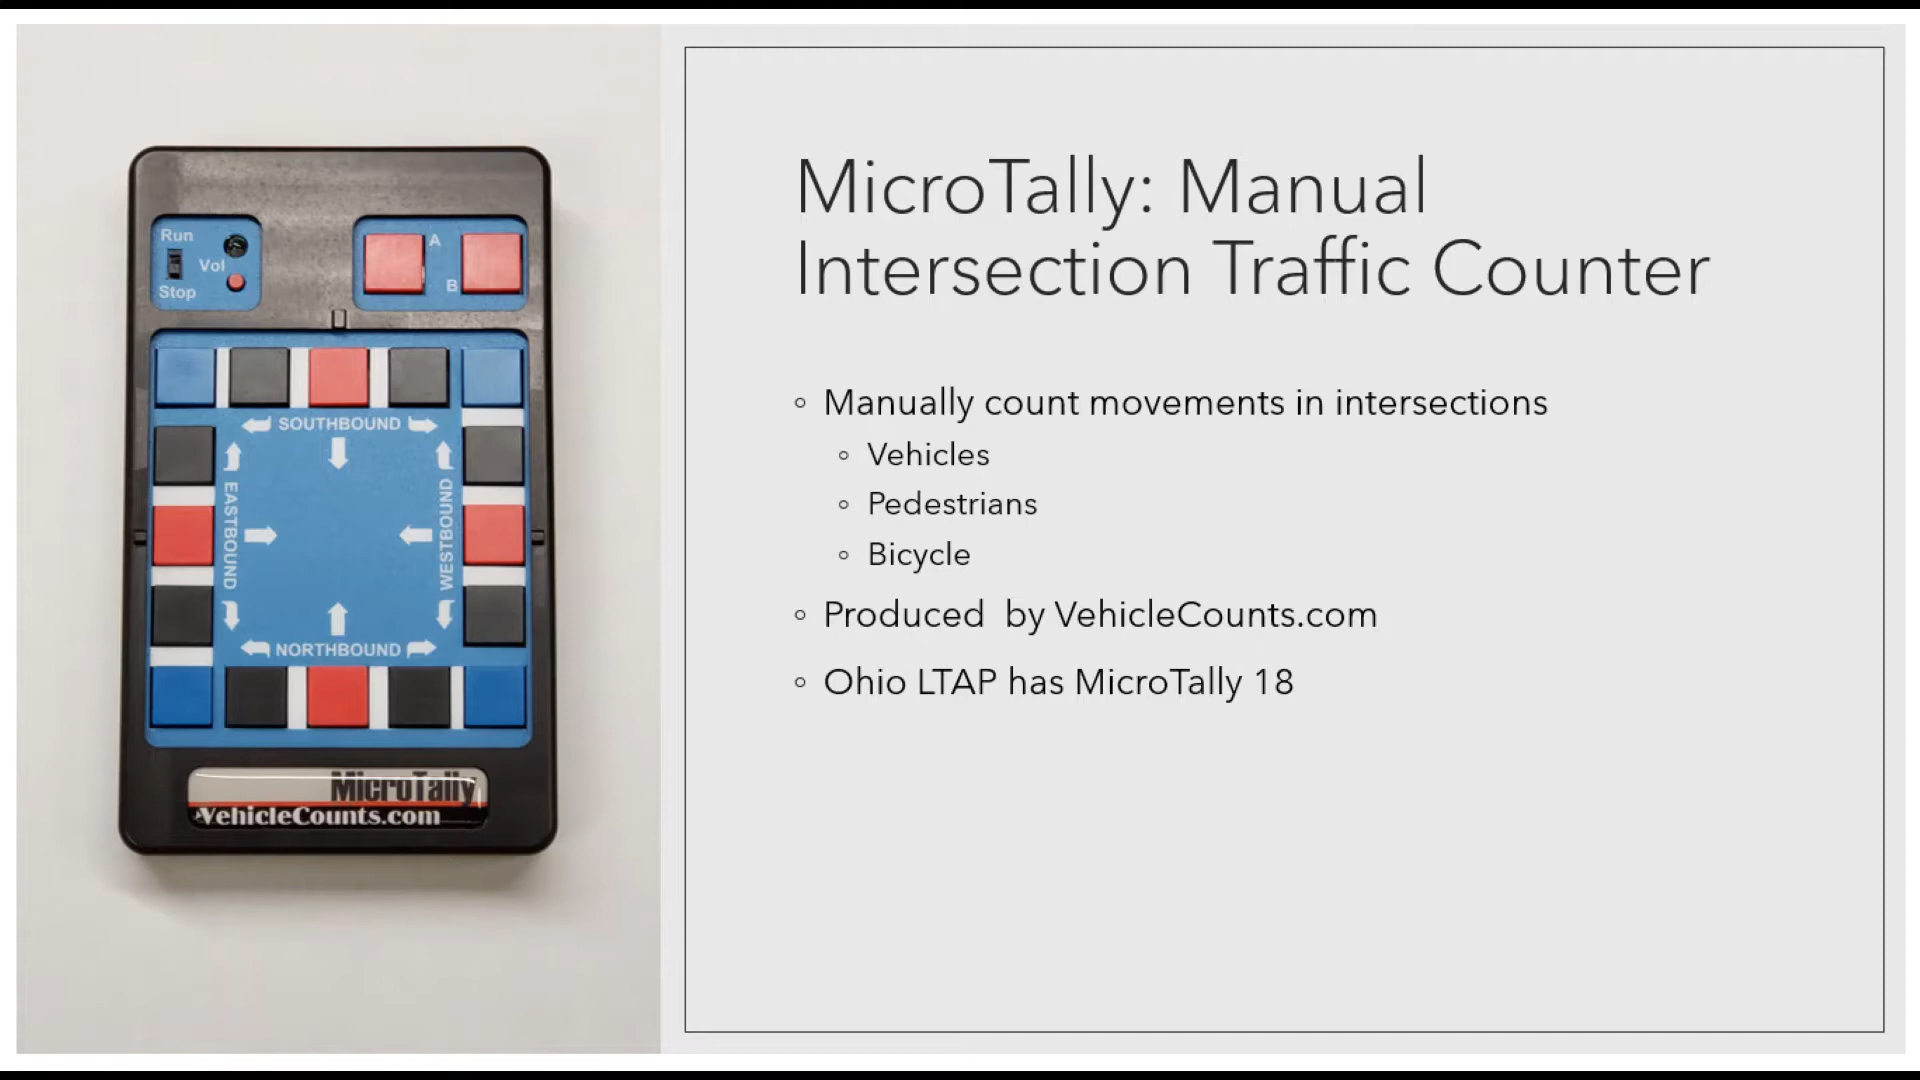 MicroTally: Manual
Intersection Traffic Counter
◦ Manually count movements in intersections
◦ Vehicles
◦ Pedestrians
◦ Bicycle
◦ Produced by VehicleCounts.com
◦ Ohio LTAP has MicroTally 18
Run
Vol
Stop
A
B
SOUTHBOUND
EASTBOUND
WESTBOUND
NORTHBOUND
MicroTally
VehicleCounts.com